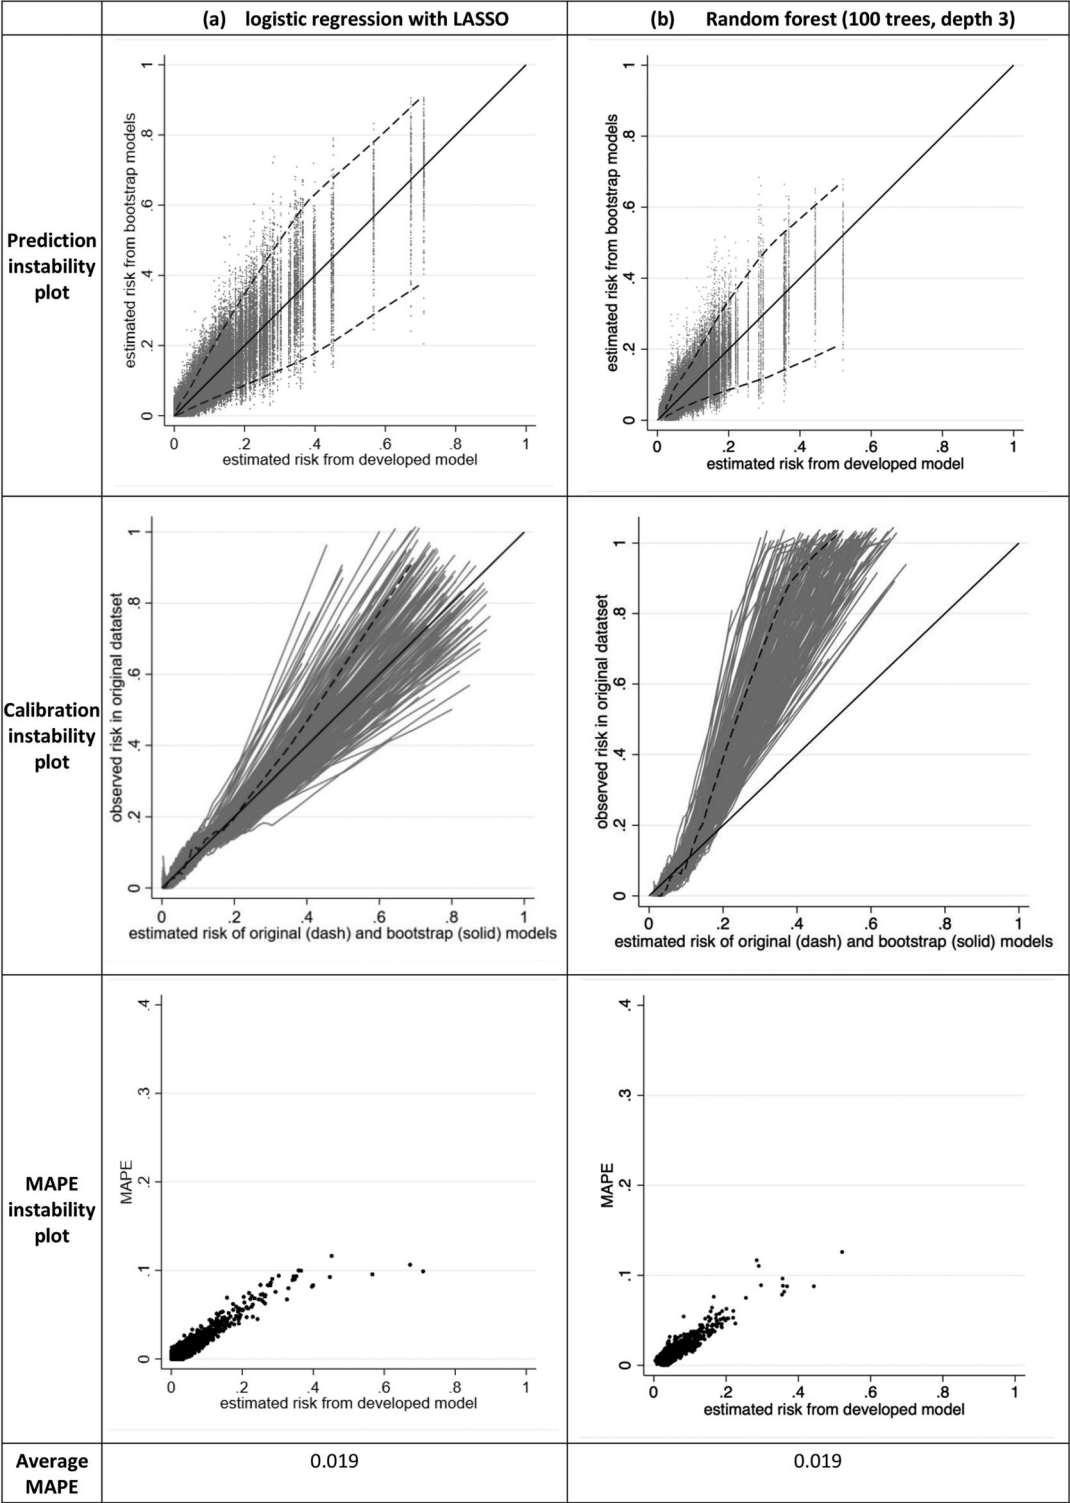 (a) logistic regression with LASSO
(b) Random forest (100 trees, depth 3)
Prediction
instability
plot
estimated risk from bootstrap models
1
.8
.6
.4
.2
0
0 .2 .4 .6 .8 1
estimated risk from developed model
estimated risk from bootstrap models
1
.8
.6
.4
.2
0
0 .2 .4 .6 .8 1
estimated risk from developed model
Calibration
instability
plot
observed risk in original datatset
1
.8
.6
.4
.2
0
0 .2 .4 .6 .8 1
estimated risk of original (dash) and bootstrap (solid) models
observed risk in original datatset
1
.8
.6
.4
.2
0
0 .2 .4 .6 .8 1
estimated risk of original (dash) and bootstrap (solid) models
MAPE
instability
plot
MAPE
.4
.3
.2
.1
0
0 .2 .4 .6 .8 1
estimated risk from developed model
MAPE
.4
.3
.2
.1
0
0 .2 .4 .6 .8 1
estimated risk from developed model
Average
MAPE
0.019
0.019